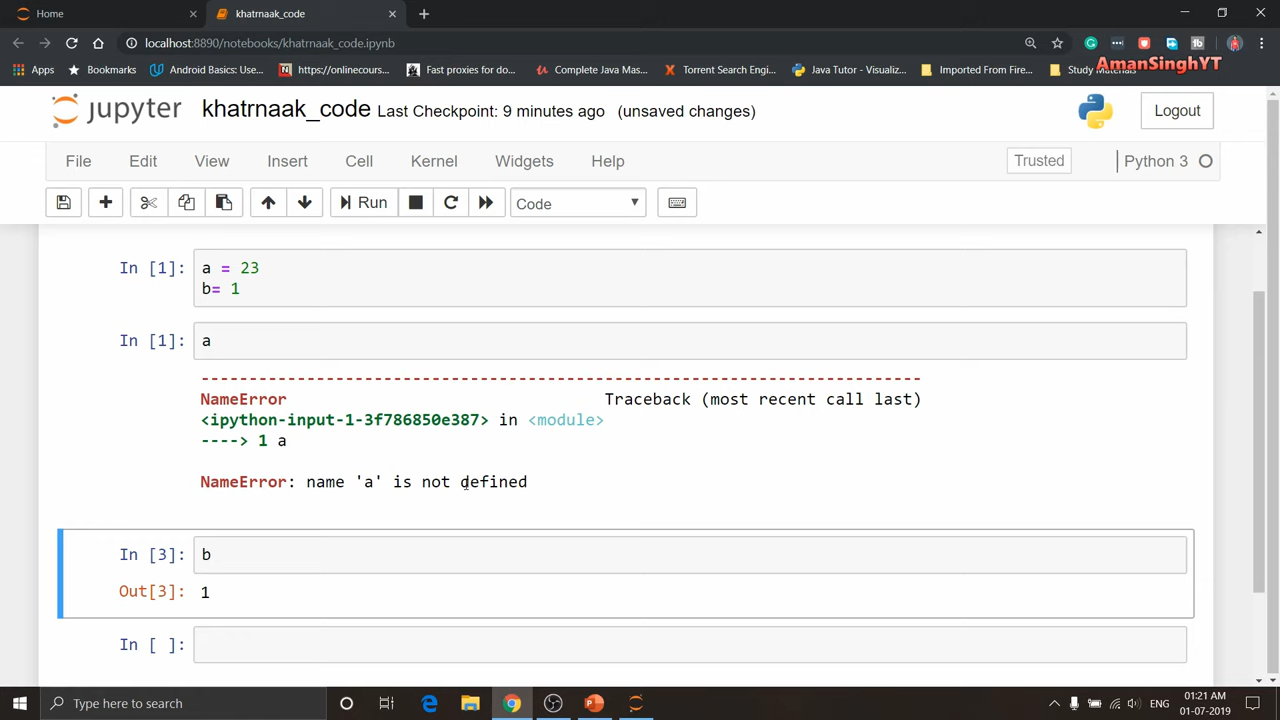 Home
khatrnaak_code
localhost:8890/notebooks/khatrnaak_code.ipynb
Apps
Bookmarks
Android Basics: Use...
https://onlinecours...
Fast proxies for do...
Complete Java Mas...
Torrent Search Engi...
Java Tutor - Visualiz...
Imported From Fire...
Study Materials
AmanSinghYT
jupyter khatrnaak_code Last Checkpoint: 9 minutes ago (unsaved changes)
Logout
File Edit View Insert Cell Kernel Widgets Help
Trusted
Python 3
Run
Code
In [1]: a = 23
b= 1
In [1]: a
---------------------------------------------------------------------------
NameError Traceback (most recent call last)
<ipython-input-1-3f786850e387> in <module>
----> 1 a
NameError: name 'a' is not defined
In [3]: b
Out[3]: 1
In [ ]:
Type here to search
ENG
01:21 AM
01-07-2019